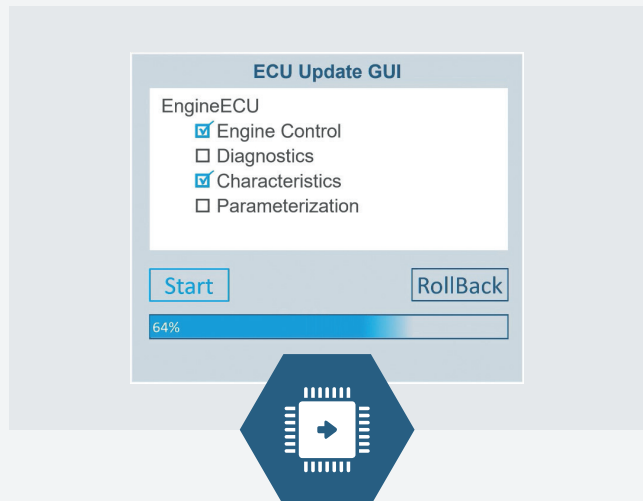 ECU Update GUI
EngineECU
Engine Control
Diagnostics
Characteristics
Parameterization
Start
RollBack
64%